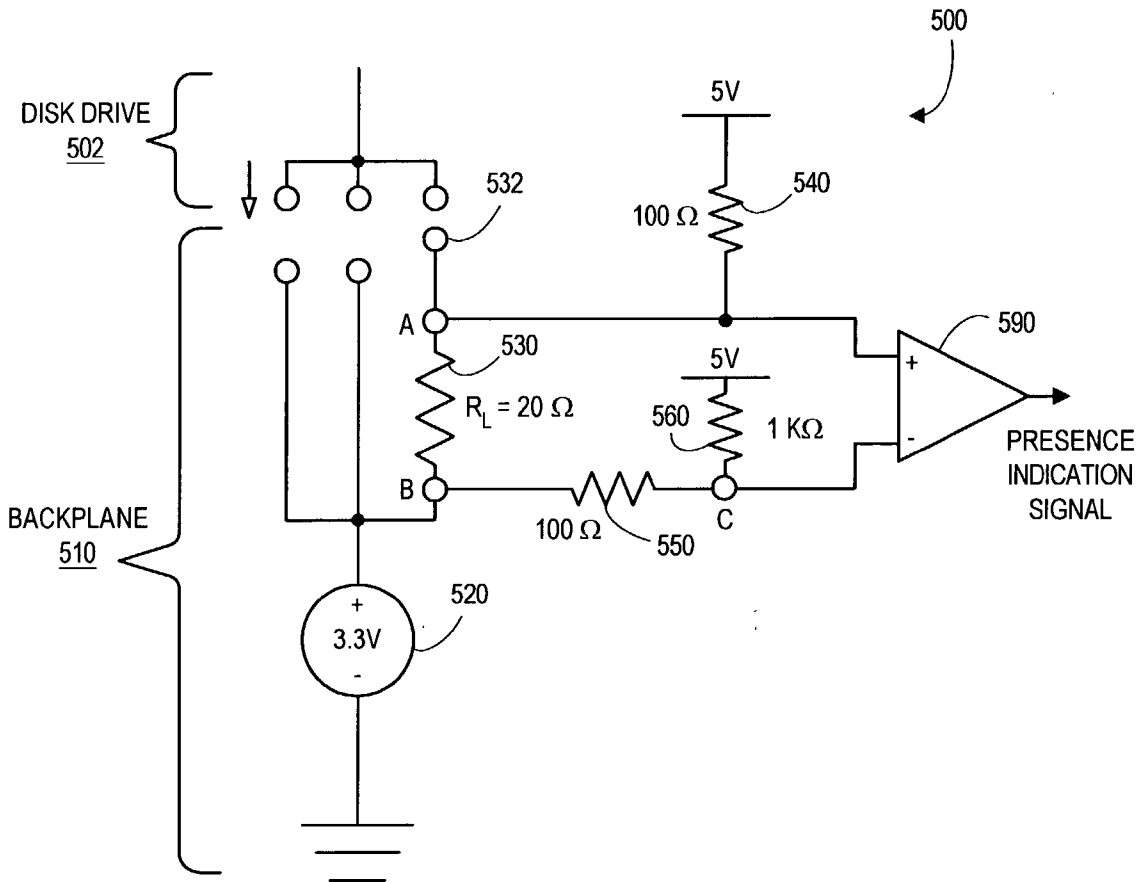 500
DISK DRIVE
502
5V
532
540
100 Ω
A
530
590
5V
+
R_L = 20 Ω
560
1 KΩ
-
PRESENCE
INDICATION
SIGNAL
B
C
BACKPLANE
510
100 Ω
550
+
520
3.3V
-